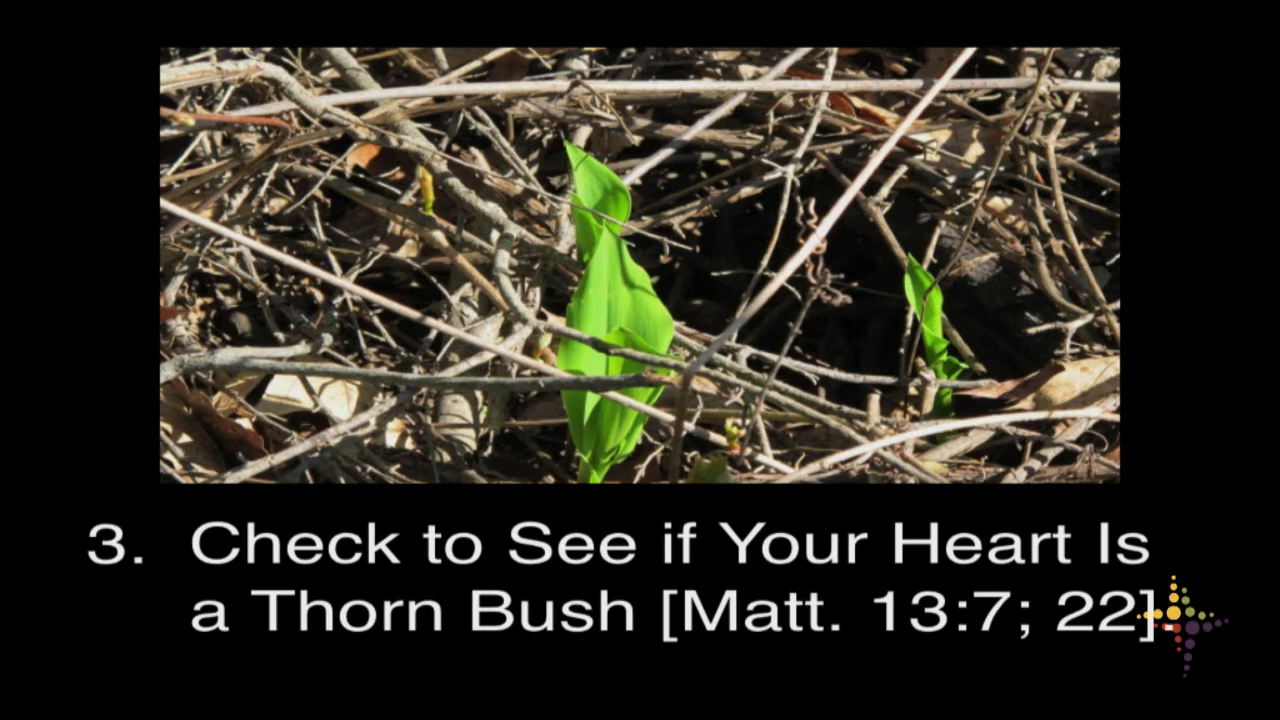 3. Check to See if Your Heart Is
a Thorn Bush [Matt. 13:7; 22].